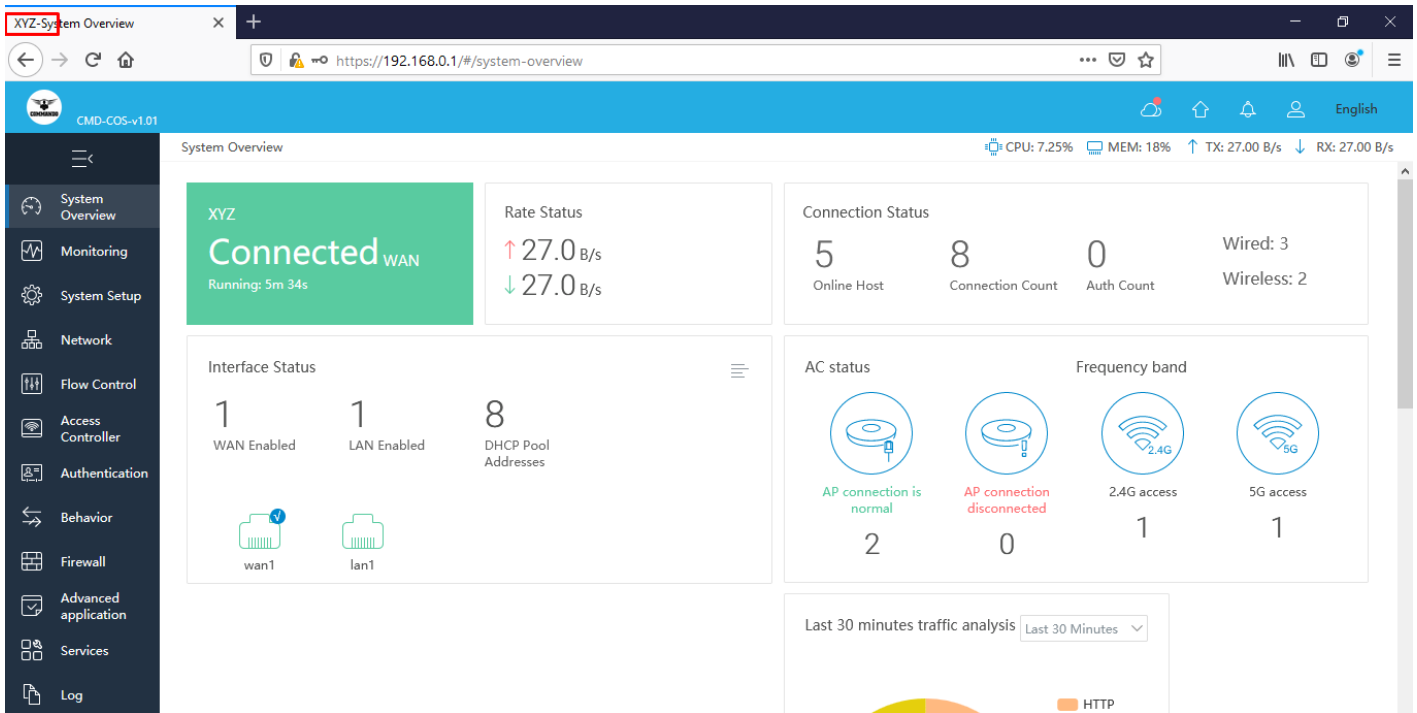 XYZ-System Overview
https://192.168.0.1/#/system-overview
COMMANDO
CMD-COS-v1.01
English
System Overview
CPU: 7.25%
MEM: 18%
TX: 27.00 B/s
RX: 27.00 B/s
System
Overview
Monitoring
System Setup
Network
Flow Control
Access
Controller
Authentication
Behavior
Firewall
Advanced
application
Services
Log
XYZ
Connected WAN
Running: 5m 34s
Rate Status
↑ 27.0 B/s
↓ 27.0 B/s
Connection Status
5
Online Host
8
Connection Count
0
Auth Count
Wired: 3
Wireless: 2
Interface Status
1
WAN Enabled
1
LAN Enabled
8
DHCP Pool
Addresses
wan1
lan1
AC status
AP connection is
normal
2
AP connection
disconnected
0
Frequency band
2.4G
2.4G access
1
5G
5G access
1
Last 30 minutes traffic analysis
Last 30 Minutes
HTTP